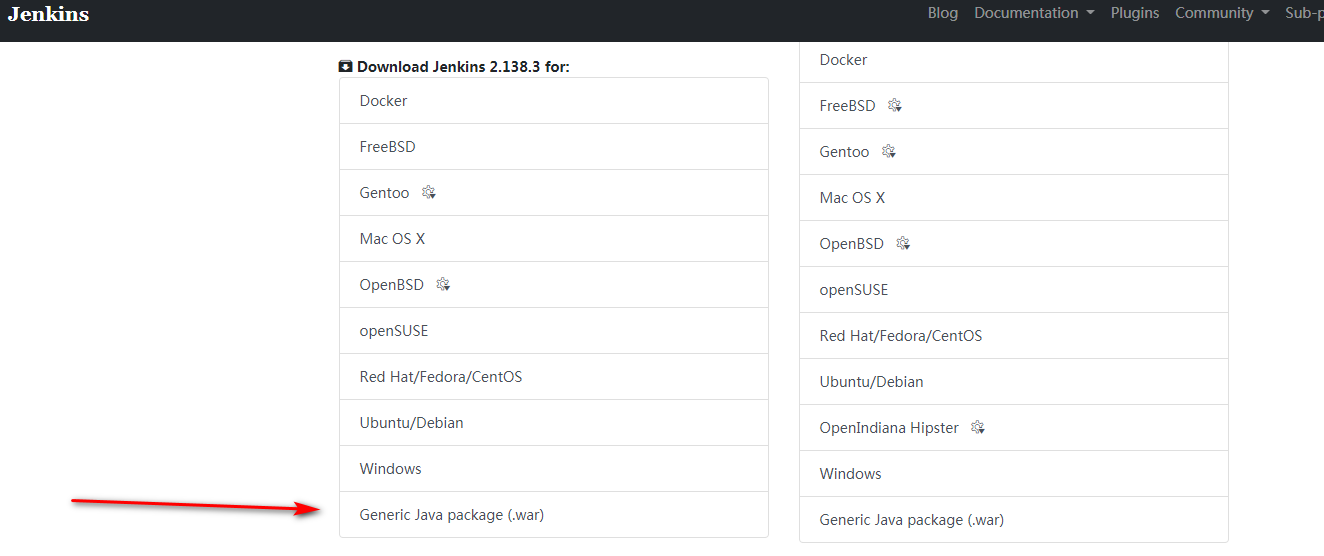 Jenkins
Blog Documentation Plugins Community Sub-p
Download Jenkins 2.138.3 for:
Docker
FreeBSD
Gentoo
Mac OS X
OpenBSD
openSUSE
Red Hat/Fedora/CentOS
Ubuntu/Debian
Windows
Generic Java package (.war)
Docker
FreeBSD
Gentoo
Mac OS X
OpenBSD
openSUSE
Red Hat/Fedora/CentOS
Ubuntu/Debian
OpenIndiana Hipster
Windows
Generic Java package (.war)